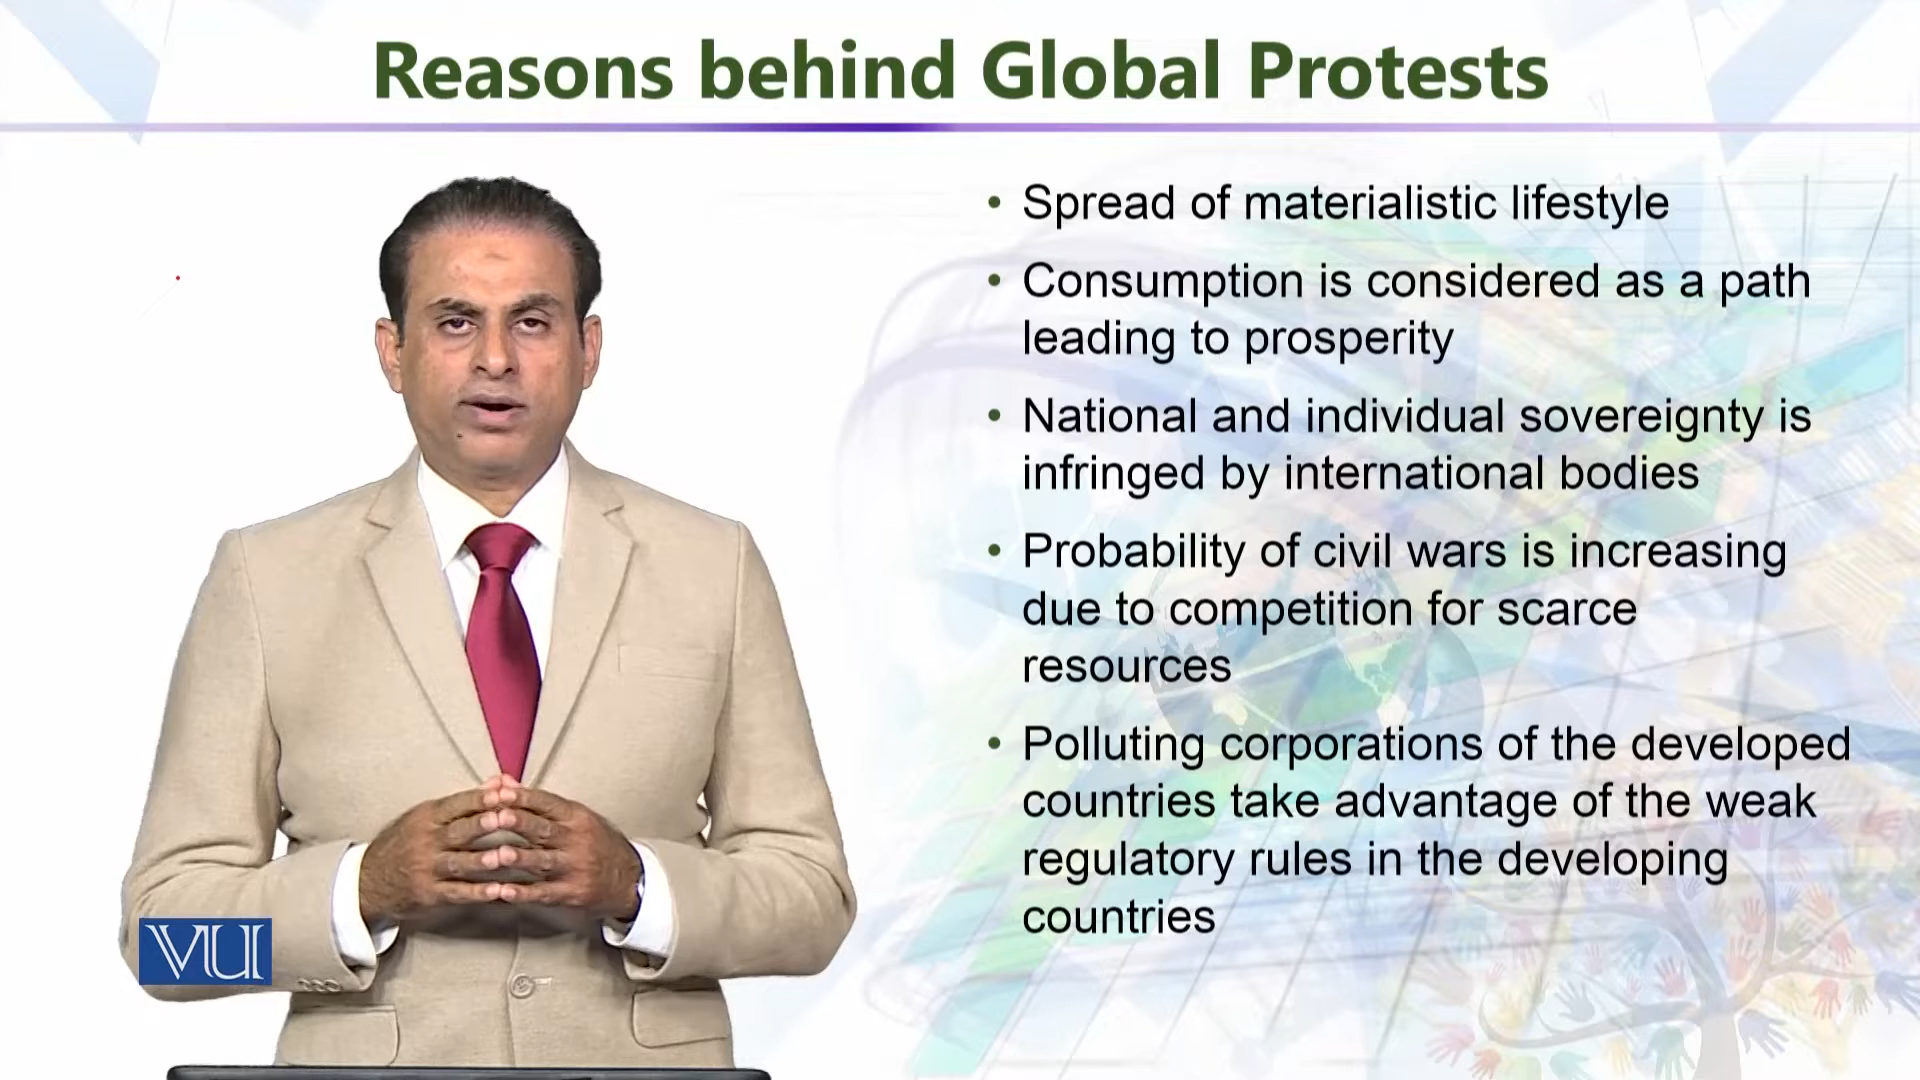 Reasons behind Global Protests
• Spread of materialistic lifestyle
• Consumption is considered as a path
leading to prosperity
• National and individual sovereignty is
infringed by international bodies
• Probability of civil wars is increasing
due to competition for scarce
resources
• Polluting corporations of the developed
countries take advantage of the weak
regulatory rules in the developing
countries
VU